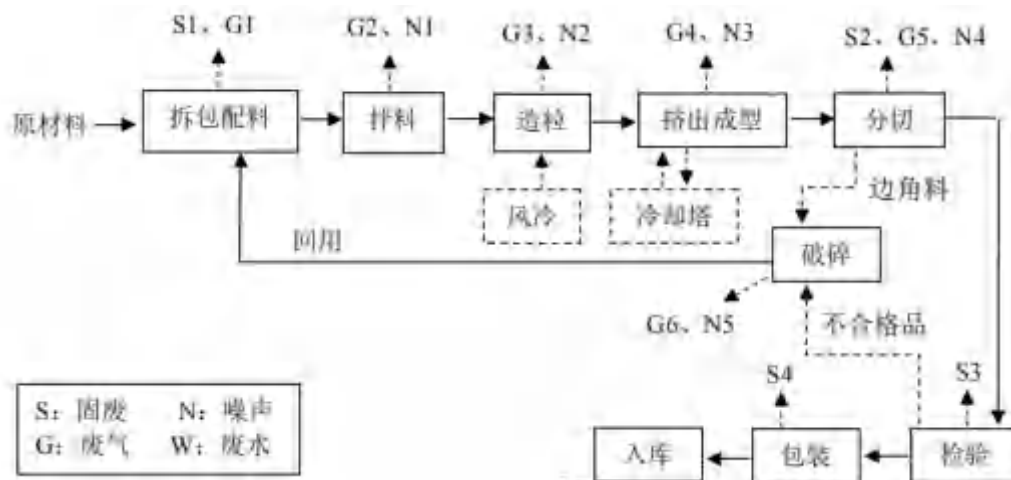 S1、G1
G2、N1
G3、N2
G4、N3
S2、G5、N4
原材料
拆包配料
拌料
造粒
挤出成型
分切
风冷
冷却塔
边角料
回用
破碎
G6、N5
不合格品
S4
S3
S：固废 N：噪声
G：废气 W：废水
入库
包装
检验